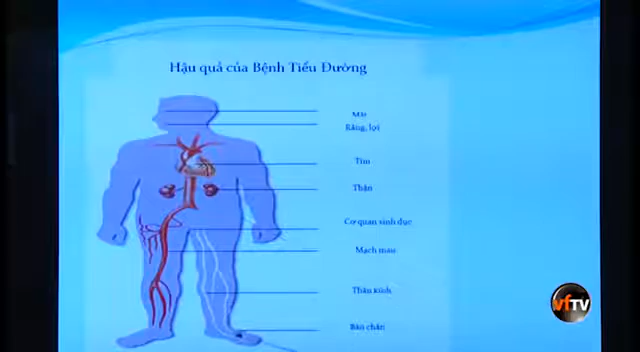 Hậu quả của Bệnh Tiểu Đường
Mắt
Răng, lợi
Tim
Thận
Cơ quan sinh dục
Mạch máu
Thần kinh
Bàn chân
vfTV